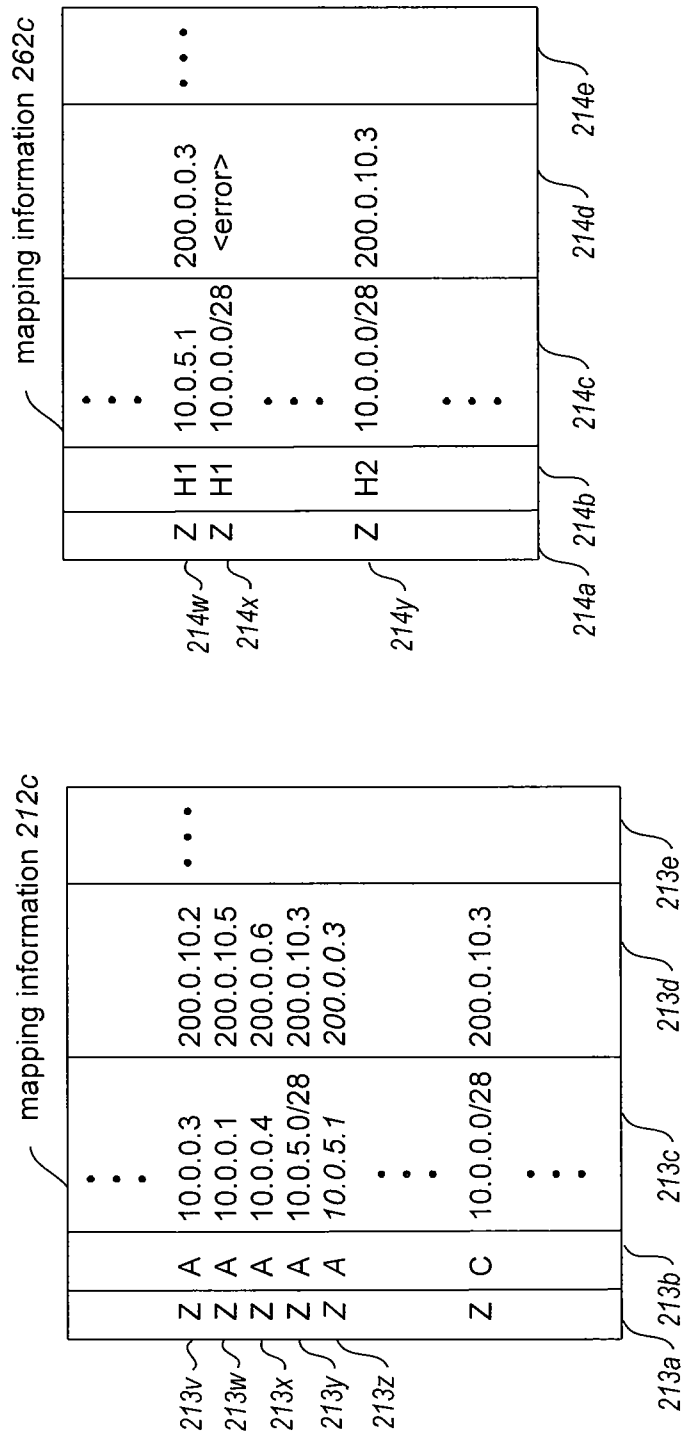 mapping information 212c
• • •
213v Z A 10.0.0.3 200.0.10.2 • • •
213w Z A 10.0.0.1 200.0.10.5
213x Z A 10.0.0.4 200.0.0.6
213y Z A 10.0.5.0/28 200.0.10.3
213z Z A 10.0.5.1 200.0.0.3
• • •
Z C 10.0.0.0/28 200.0.10.3
• • •
213a 213b 213c 213d 213e
mapping information 262c
• • •
214w Z H1 10.0.5.1 200.0.0.3 • • •
214x Z H1 10.0.0.0/28 <error>
• • •
214y Z H2 10.0.0.0/28 200.0.10.3
• • •
214a 214b 214c 214d 214e